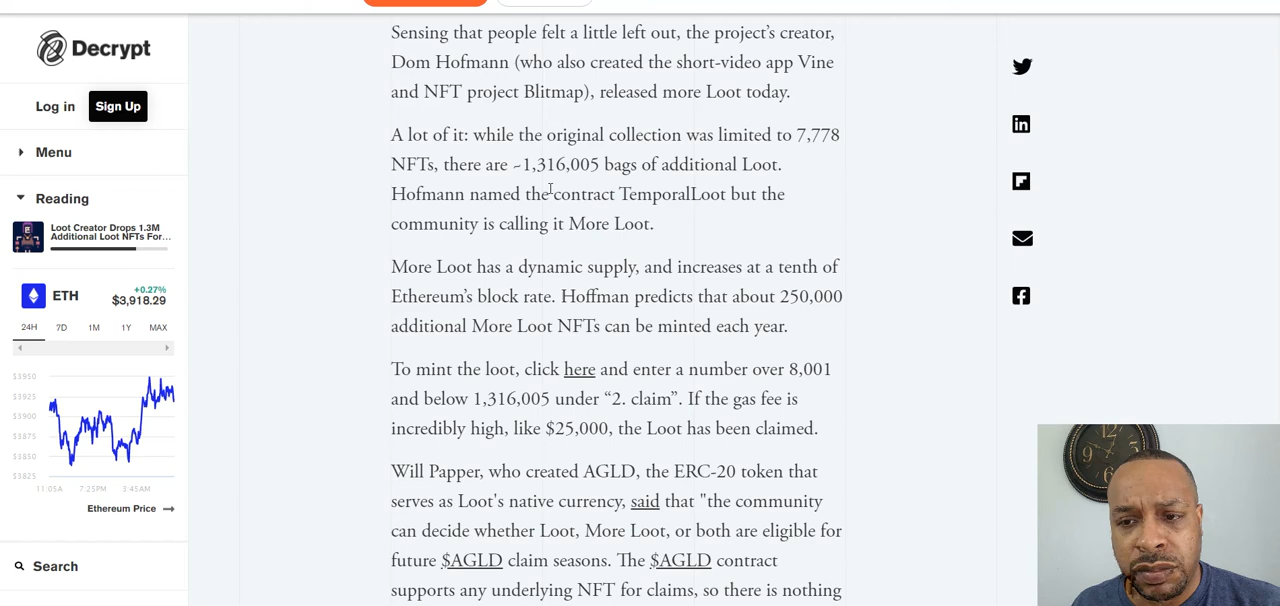 Decrypt
Log in
Sign Up
Menu
Reading
Loot Creator Drops 1.3M
Additional Loot NFTs For...
ETH
+0.27%
$3,918.29
24H 7D 1M 1Y MAX
$3950
$3925
$3900
$3875
$3850
$3825
11:05A 7:25PM 3:45AM
Ethereum Price
Search
Sensing that people felt a little left out, the project's creator,
Dom Hofmann (who also created the short-video app Vine
and NFT project Blitmap), released more Loot today.
A lot of it: while the original collection was limited to 7,778
NFTs, there are ~1,316,005 bags of additional Loot.
Hofmann named the contract TemporalLoot but the
community is calling it More Loot.
More Loot has a dynamic supply, and increases at a tenth of
Ethereum's block rate. Hoffman predicts that about 250,000
additional More Loot NFTs can be minted each year.
To mint the loot, click here and enter a number over 8,001
and below 1,316,005 under “2. claim”. If the gas fee is
incredibly high, like $25,000, the Loot has been claimed.
Will Papper, who created AGLD, the ERC-20 token that
serves as Loot's native currency, said that "the community
can decide whether Loot, More Loot, or both are eligible for
future $AGLD claim seasons. The $AGLD contract
supports any underlying NFT for claims, so there is nothing